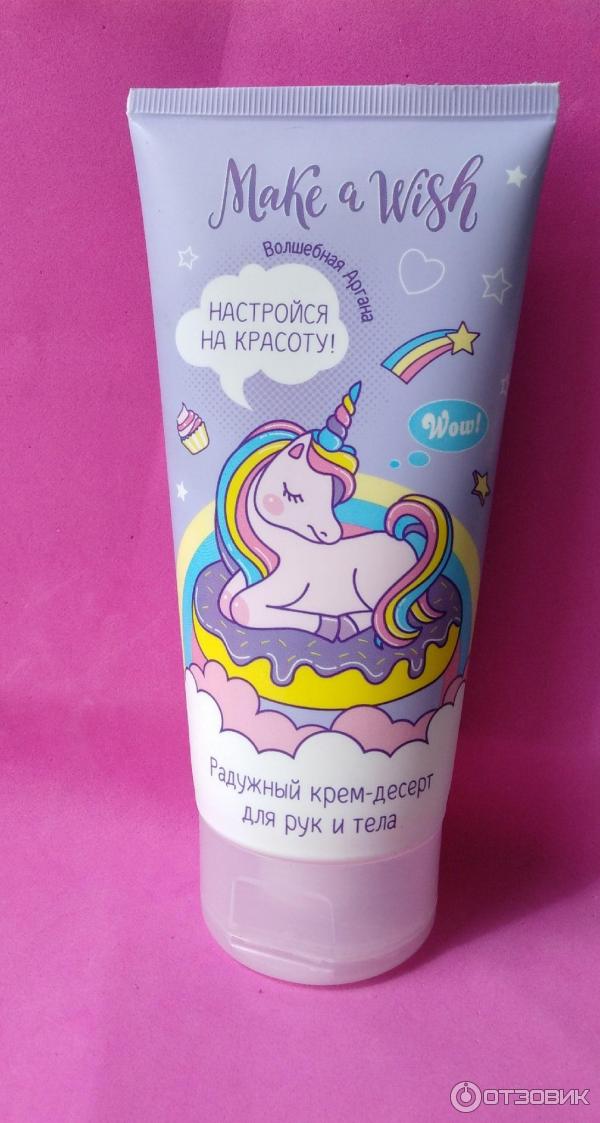 Make a Wish
Волшебная Аргана
НАСТРОЙСЯ
НА КРАСОТУ!
Wow!
Радужный крем-десерт
для рук и тела
ОТЗОВИК